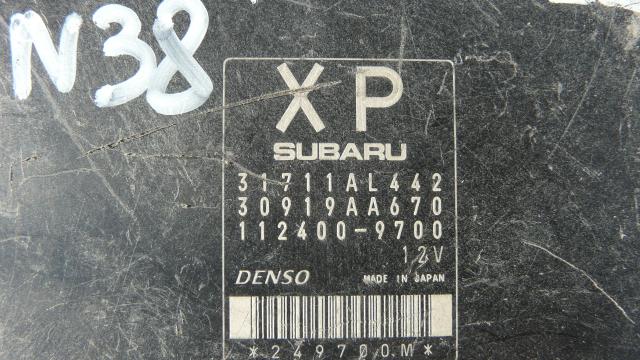 N38
XP
SUBARU
31711AL442
30919AA670
112400-9700
12V
DENSO MADE IN JAPAN
*249700M*